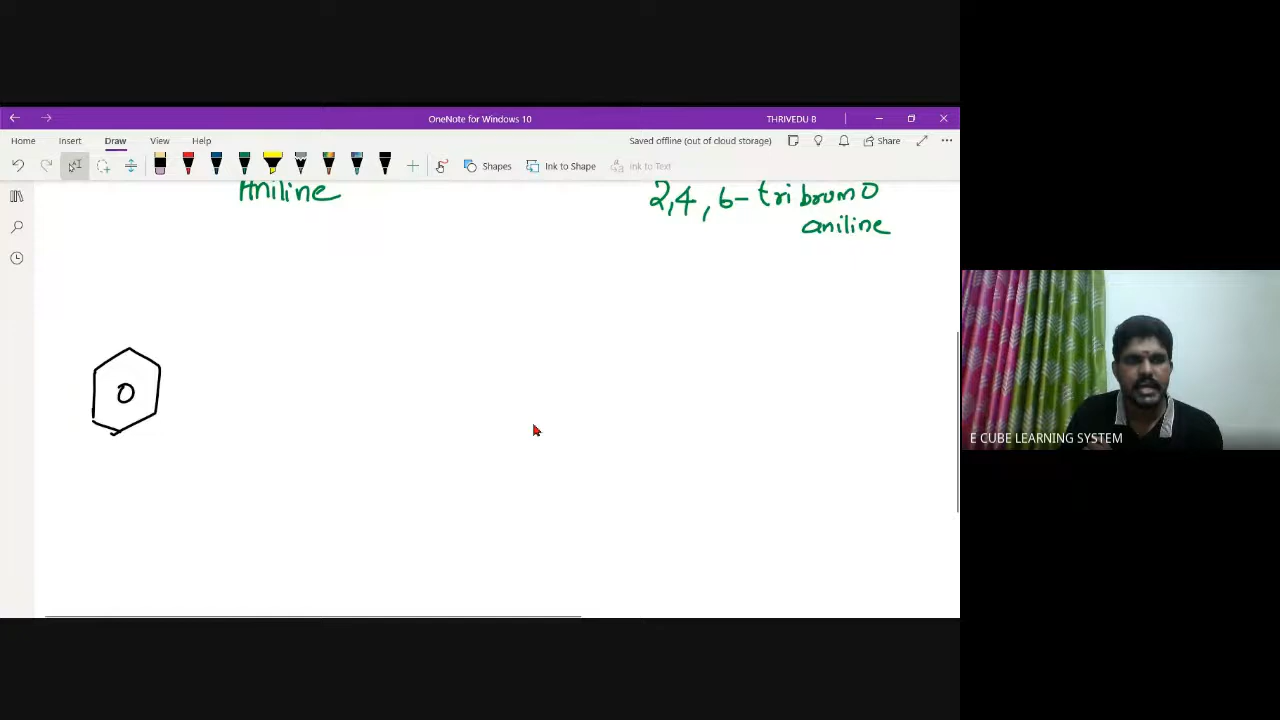 OneNote for Windows 10
THRIVEDU B
Home Insert Draw View Help
Saved offline (out of cloud storage)
Share
Shapes
Ink to Shape
Ink to Text
Aniline
2,4,6-tribromo
aniline
E CUBE LEARNING SYSTEM